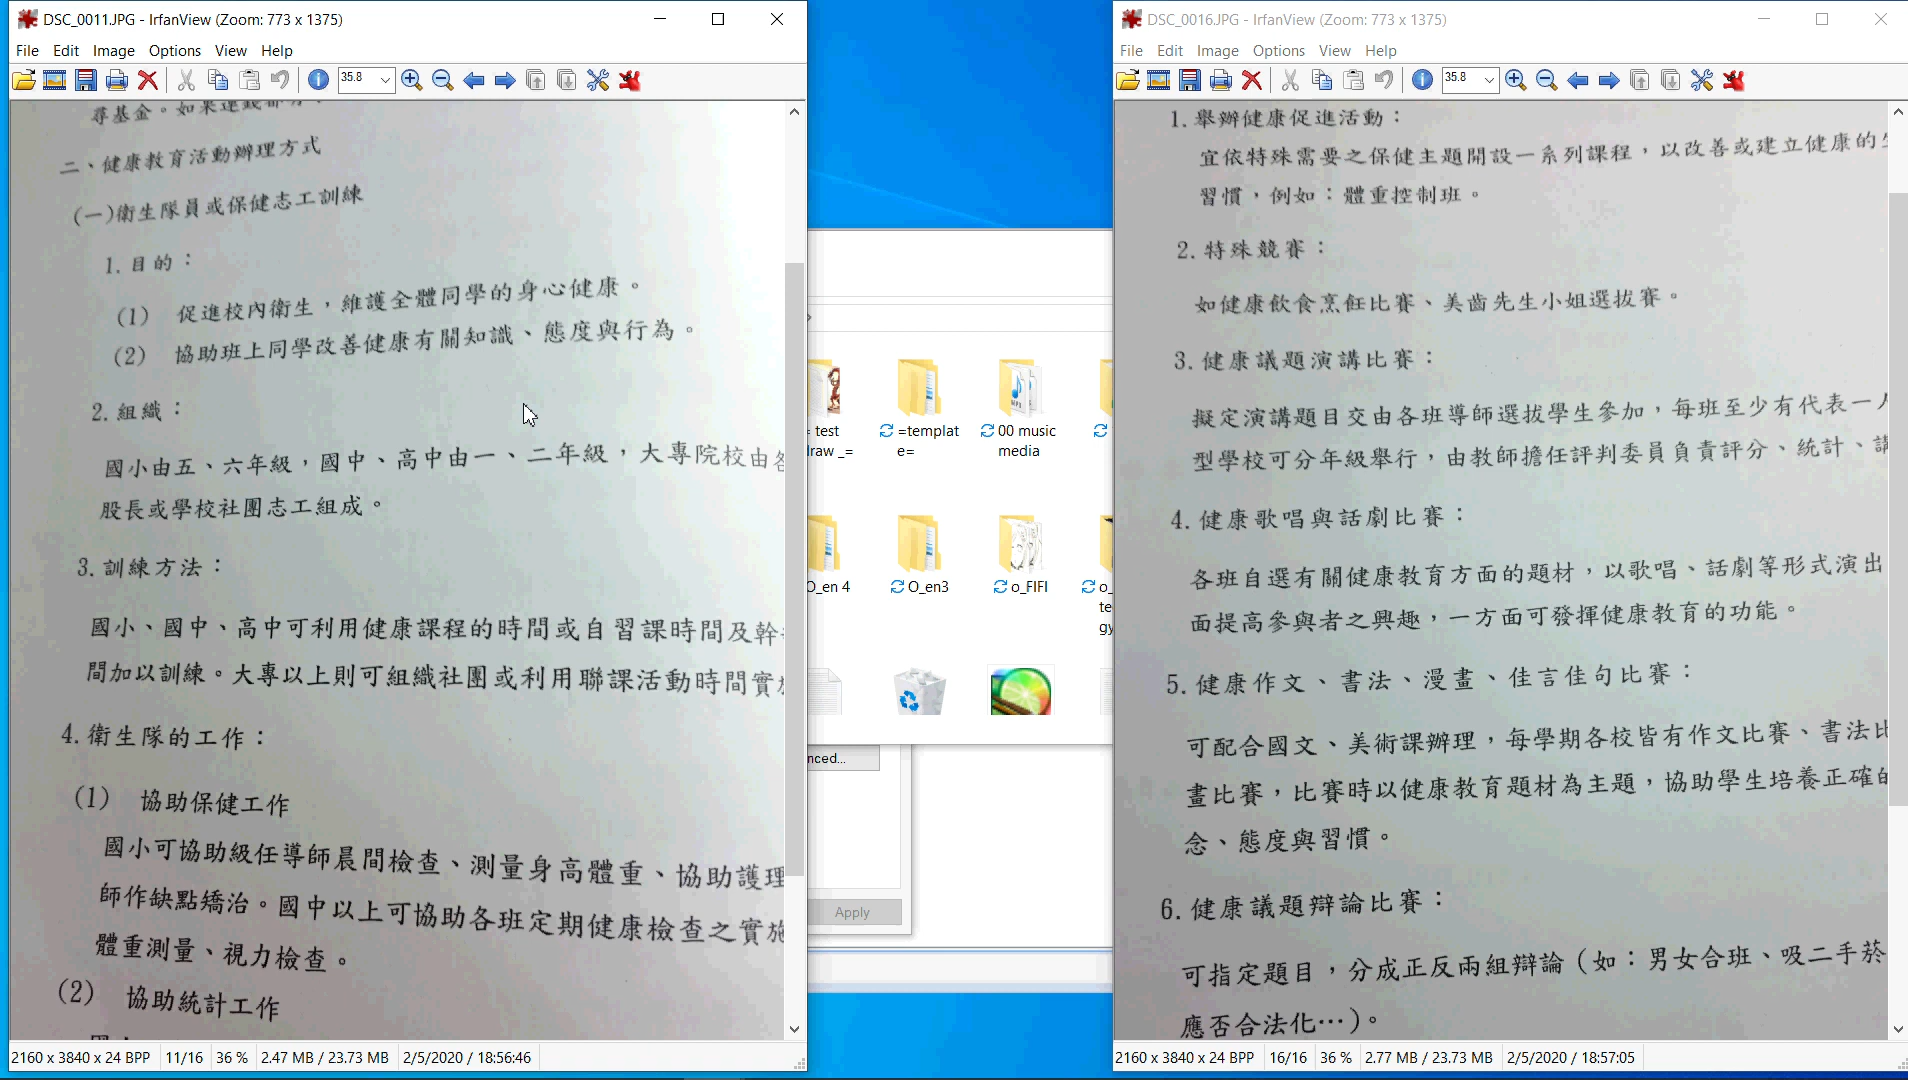 DSC_0011.JPG - IrfanView (Zoom: 773 x 1375)
File Edit Image Options View Help
35.8
尋基金。如果連錢都
二、健康教育活動辦理方式
(一)衛生隊員或保健志工訓練
1.目的：
(1) 促進校內衛生，維護全體同學的身心健康。
(2) 協助班上同學改善健康有關知識、態度與行為。
2.組織：
國小由五、六年級，國中、高中由一、二年級，大專院校由各
股長或學校社團志工組成。
3.訓練方法：
國小、國中、高中可利用健康課程的時間或自習課時間及幹
間加以訓練。大專以上則可組織社團或利用聯課活動時間實
4.衛生隊的工作：
(1) 協助保健工作
國小可協助級任導師晨間檢查、測量身高體重、協助護理
師作缺點矯治。國中以上可協助各班定期健康檢查之實施
體重測量、視力檢查。
(2) 協助統計工作
2160 x 3840 x 24 BPP 11/16 36 % 2.47 MB / 23.73 MB 2/5/2020 / 18:56:46
test
raw _=
=templat
e=
00 music
media
O_en 4
O_en3
o_FIFI
o_
te
gy
nced...
Apply
DSC_0016.JPG - IrfanView (Zoom: 773 x 1375)
File Edit Image Options View Help
35.8
1.舉辦健康促進活動：
宜依特殊需要之保健主題開設一系列課程，以改善或建立健康的生
習慣，例如：體重控制班。
2.特殊競賽：
如健康飲食烹飪比賽、美齒先生小姐選拔賽。
3.健康議題演講比賽：
擬定演講題目交由各班導師選拔學生參加，每班至少有代表一人
型學校可分年級舉行，由教師擔任評判委員負責評分、統計、講
4.健康歌唱與話劇比賽：
各班自選有關健康教育方面的題材，以歌唱、話劇等形式演出
面提高參與者之興趣，一方面可發揮健康教育的功能。
5.健康作文、書法、漫畫、佳言佳句比賽：
可配合國文、美術課辦理，每學期各校皆有作文比賽、書法比
畫比賽，比賽時以健康教育題材為主題，協助學生培養正確的
念、態度與習慣。
6.健康議題辯論比賽：
可指定題目，分成正反兩組辯論（如：男女合班、吸二手菸
應否合法化…）。
2160 x 3840 x 24 BPP 16/16 36 % 2.77 MB / 23.73 MB 2/5/2020 / 18:57:05